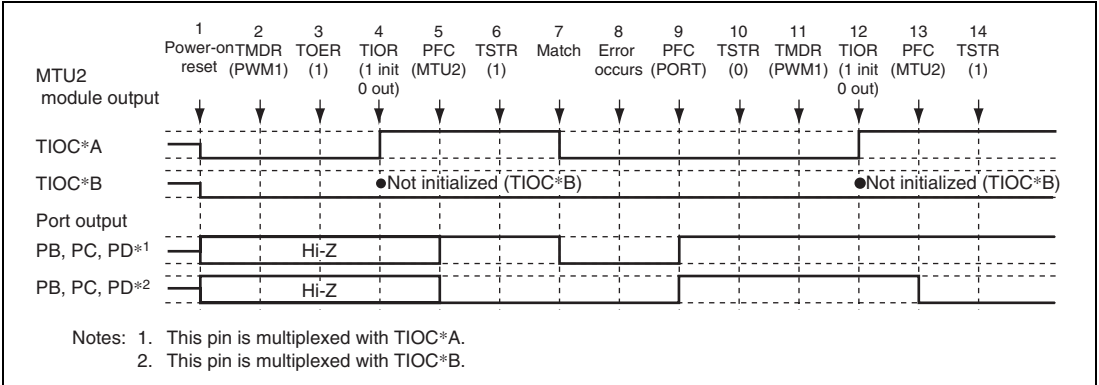 1 2 3 4 5 6 7 8 9 10 11 12 13 14
Power-on TMDR TOER TIOR PFC TSTR Match Error PFC TSTR TMDR TIOR PFC TSTR
reset (PWM1) (1) (1 init (MTU2) (1) occurs (PORT) (0) (PWM1) (1 init (MTU2) (1)
0 out) 0 out)
MTU2
module output
TIOC*A
TIOC*B ●Not initialized (TIOC*B) ●Not initialized (TIOC*B)
Port output
PB, PC, PD*1 Hi-Z
PB, PC, PD*2 Hi-Z
Notes: 1. This pin is multiplexed with TIOC*A.
2. This pin is multiplexed with TIOC*B.